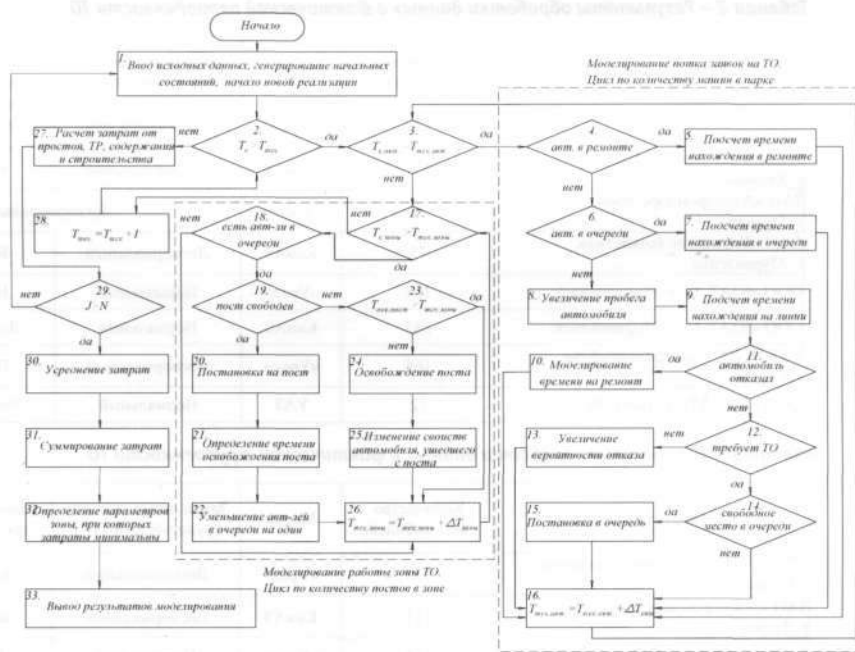 Таблица 2 – Результаты обработки данных о
Начало
1. Ввод исходных данных, генерирование начальных
состояний, начало новой реализации
Моделирование потка заявок на ТО.
Цикл по количеству машин в парке
27. Расчет затрат от
простоя, ТР, содержания
и строительства
нет
2.
да
3.
да
4.
авт. в ремонте
да
5. Подсчет времени
нахождения в ремонте
нет
нет
28.
нет
18.
есть авт-ли в
очереди
нет
17.
да
да
6.
авт. в очереди
да
7. Подсчет времени
нахождения в очереди
нет
29.
J N
нет
да
19.
пост свободен
нет
23.
да
8. Увеличение пробега
автомобиля
9. Подсчет времени
нахождения на линии
да
нет
30.
Усреднение затрат
20.
Постановка на пост
24.
Освобождение поста
10. Моделирование
времени на ремонт
да
11.
автомобиль
отказал
нет
31.
Суммирование затрат
21.
Определение времени
освобождения поста
25. Изменение свойств
автомобиля, ушедшего
с поста
13. Увеличение
вероятности отказа
нет
12.
требует ТО
да
32.
Определение параметров
зоны, при которых
затраты минимальны
22.
Уменьшение авт-лей
в очереди на один
26.
15.
Постановка в очередь
да
14.
свободное
место в очереди
нет
Моделирование работы зоны ТО.
Цикл по количеству постов в зоне
33.
Вывод результатов моделирования
16.